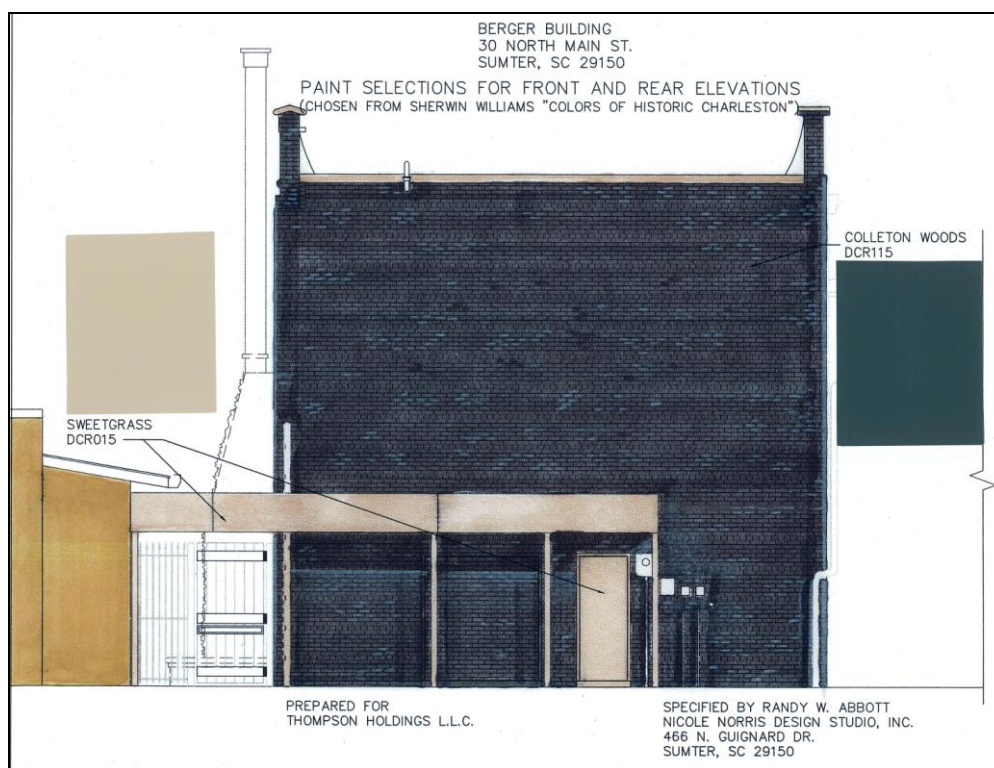 BERGER BUILDING
30 NORTH MAIN ST.
SUMTER, SC 29150
PAINT SELECTIONS FOR FRONT AND REAR ELEVATIONS
(CHOSEN FROM SHERWIN WILLIAMS "COLORS OF HISTORIC CHARLESTON")
COLLETON WOODS
DCR115
SWEETGRASS
DCR015
PREPARED FOR
THOMPSON HOLDINGS L.L.C.
SPECIFIED BY RANDY W. ABBOTT
NICOLE NORRIS DESIGN STUDIO, INC.
466 N. GUIGNARD DR.
SUMTER, SC 29150